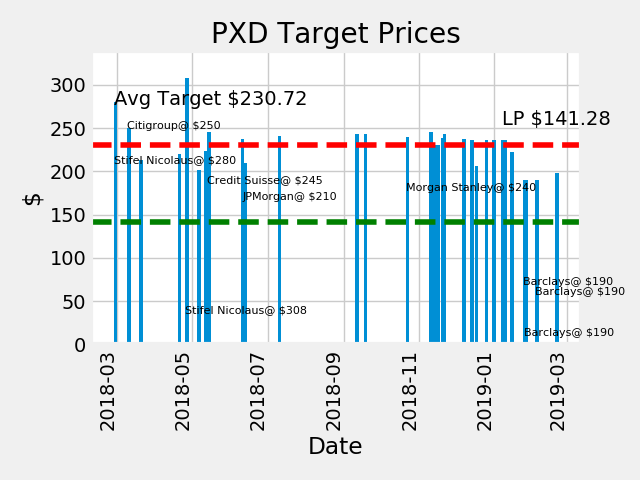 PXD Target Prices
Avg Target $230.72
LP $141.28
Citigroup@ $250
Stifel Nicolaus@ $280
Credit Suisse@ $245
Morgan Stanley@ $240
JPMorgan@ $210
Barclays@ $190
Barclays@ $190
Stifel Nicolaus@ $308
Barclays@ $190
300
250
200
150
100
50
0
$
2018-03
2018-05
2018-07
2018-09
2018-11
2019-01
2019-03
Date